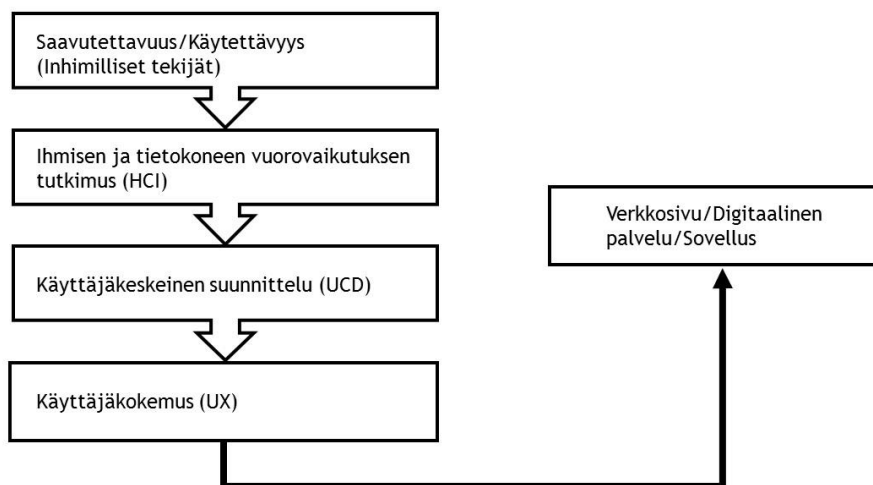 Saavutettavuus/Käytettävyys
(Inhimilliset tekijät)
Ihmisen ja tietokoneen vuorovaikutuksen
tutkimus (HCI)
Käyttäjäkeskeinen suunnittelu (UCD)
Käyttäjäkokemus (UX)
Verkkosivu/Digitaalinen
palvelu/Sovellus